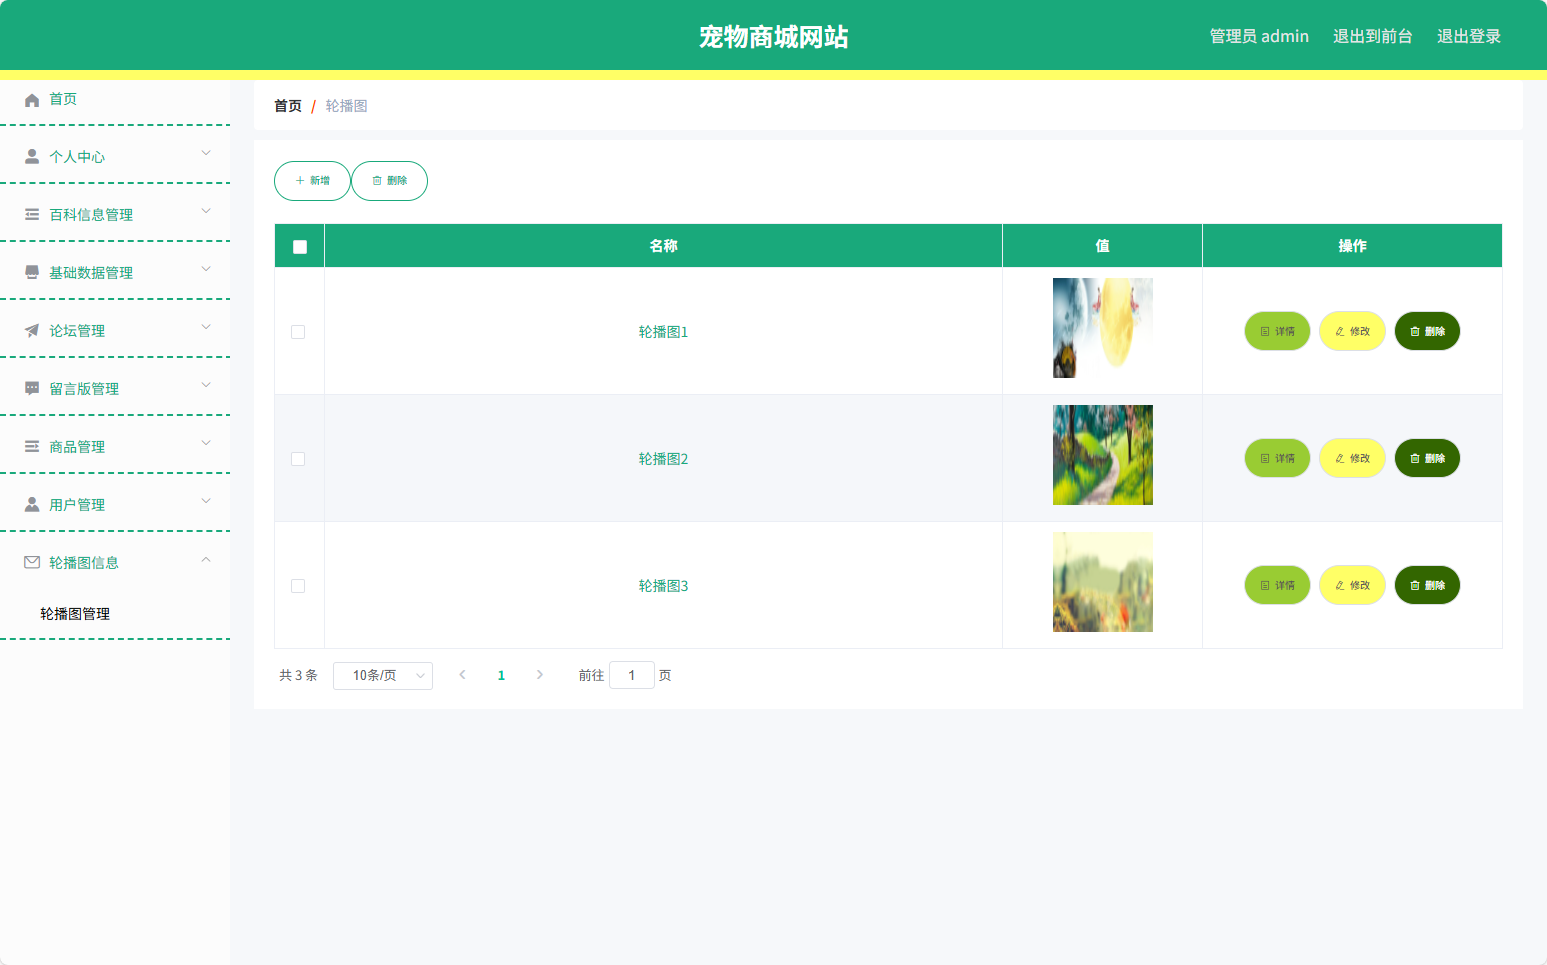 宠物商城网站
管理员 admin 退出到前台 退出登录
首页
个人中心
百科信息管理
基础数据管理
论坛管理
留言版管理
商品管理
用户管理
轮播图信息
轮播图管理
首页 / 轮播图
新增 删除
名称 值 操作
轮播图1 详情 修改 删除
轮播图2 详情 修改 删除
轮播图3 详情 修改 删除
共 3 条 10条/页 1 前往 1 页